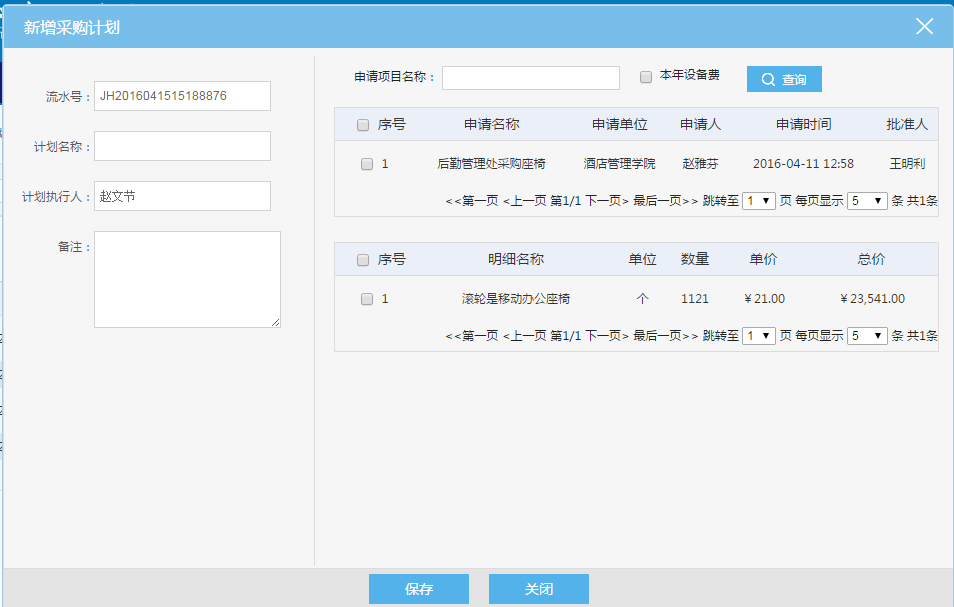 新增采购计划
流水号： JH2016041515188876
计划名称：
计划执行人： 赵文节
备注：
申请项目名称： 本年设备费 查询
序号 申请名称 申请单位 申请人 申请时间 批准人
1 后勤管理处采购座椅 酒店管理学院 赵雅芬 2016-04-11 12:58 王明利
<<第一页 <上一页 第1/1 下一页> 最后一页>> 跳转至 1 页 每页显示 5 条 共1条
序号 明细名称 单位 数量 单价 总价
1 滚轮是移动办公座椅 个 1121 ￥21.00 ￥23,541.00
<<第一页 <上一页 第1/1 下一页> 最后一页>> 跳转至 1 页 每页显示 5 条 共1条
保存 关闭